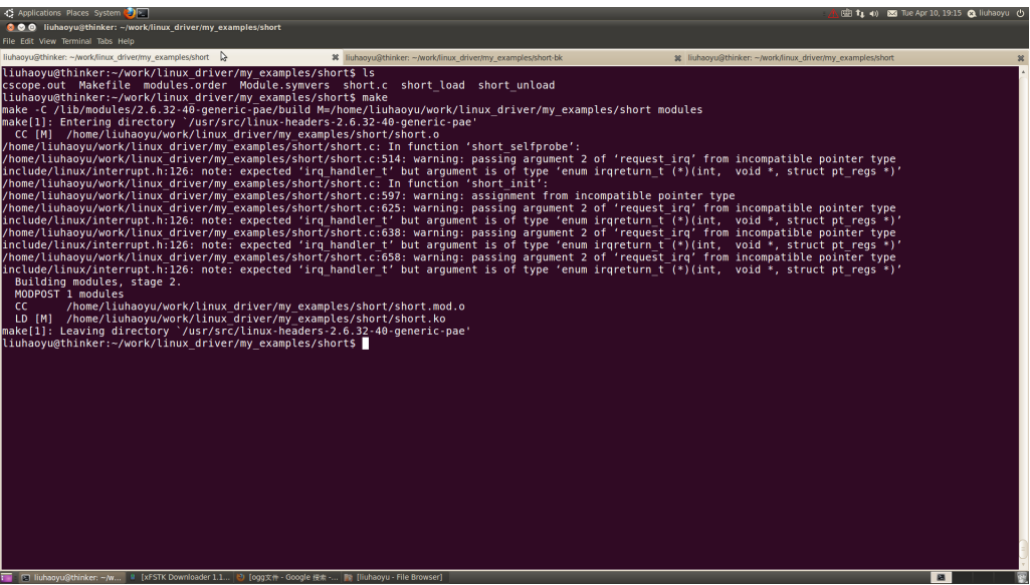 Applications Places System
Tue Apr 10, 19:15 liuhaoyu
liuhaoyu@thinker: ~/work/linux_driver/my_examples/short
File Edit View Terminal Tabs Help
liuhaoyu@thinker: ~/work/linux_driver/my_examples/short
liuhaoyu@thinker: ~/work/linux_driver/my_examples/short-bk
liuhaoyu@thinker: ~/work/linux_driver/my_examples/short
liuhaoyu@thinker:~/work/linux_driver/my_examples/short$ ls
cscope.out Makefile modules.order Module.symvers short.c short_load short_unload
liuhaoyu@thinker:~/work/linux_driver/my_examples/short$ make
make -C /lib/modules/2.6.32-40-generic-pae/build M=/home/liuhaoyu/work/linux_driver/my_examples/short modules
make[1]: Entering directory `/usr/src/linux-headers-2.6.32-40-generic-pae'
CC [M] /home/liuhaoyu/work/linux_driver/my_examples/short/short.o
/home/liuhaoyu/work/linux_driver/my_examples/short/short.c: In function ‘short_selfprobe’:
/home/liuhaoyu/work/linux_driver/my_examples/short/short.c:514: warning: passing argument 2 of ‘request_irq’ from incompatible pointer type
include/linux/interrupt.h:126: note: expected ‘irq_handler_t’ but argument is of type ‘enum irqreturn_t (*)(int, void *, struct pt_regs *)’
/home/liuhaoyu/work/linux_driver/my_examples/short/short.c: In function ‘short_init’:
/home/liuhaoyu/work/linux_driver/my_examples/short/short.c:597: warning: assignment from incompatible pointer type
/home/liuhaoyu/work/linux_driver/my_examples/short/short.c:625: warning: passing argument 2 of ‘request_irq’ from incompatible pointer type
include/linux/interrupt.h:126: note: expected ‘irq_handler_t’ but argument is of type ‘enum irqreturn_t (*)(int, void *, struct pt_regs *)’
/home/liuhaoyu/work/linux_driver/my_examples/short/short.c:638: warning: passing argument 2 of ‘request_irq’ from incompatible pointer type
include/linux/interrupt.h:126: note: expected ‘irq_handler_t’ but argument is of type ‘enum irqreturn_t (*)(int, void *, struct pt_regs *)’
/home/liuhaoyu/work/linux_driver/my_examples/short/short.c:658: warning: passing argument 2 of ‘request_irq’ from incompatible pointer type
include/linux/interrupt.h:126: note: expected ‘irq_handler_t’ but argument is of type ‘enum irqreturn_t (*)(int, void *, struct pt_regs *)’
Building modules, stage 2.
MODPOST 1 modules
CC /home/liuhaoyu/work/linux_driver/my_examples/short/short.mod.o
LD [M] /home/liuhaoyu/work/linux_driver/my_examples/short/short.ko
make[1]: Leaving directory `/usr/src/linux-headers-2.6.32-40-generic-pae'
liuhaoyu@thinker:~/work/linux_driver/my_examples/short$
liuhaoyu@thinker: ~/w... [xFSTK Downloader 1.1... [ogg文件 - Google 搜索 -... [liuhaoyu - File Browser]